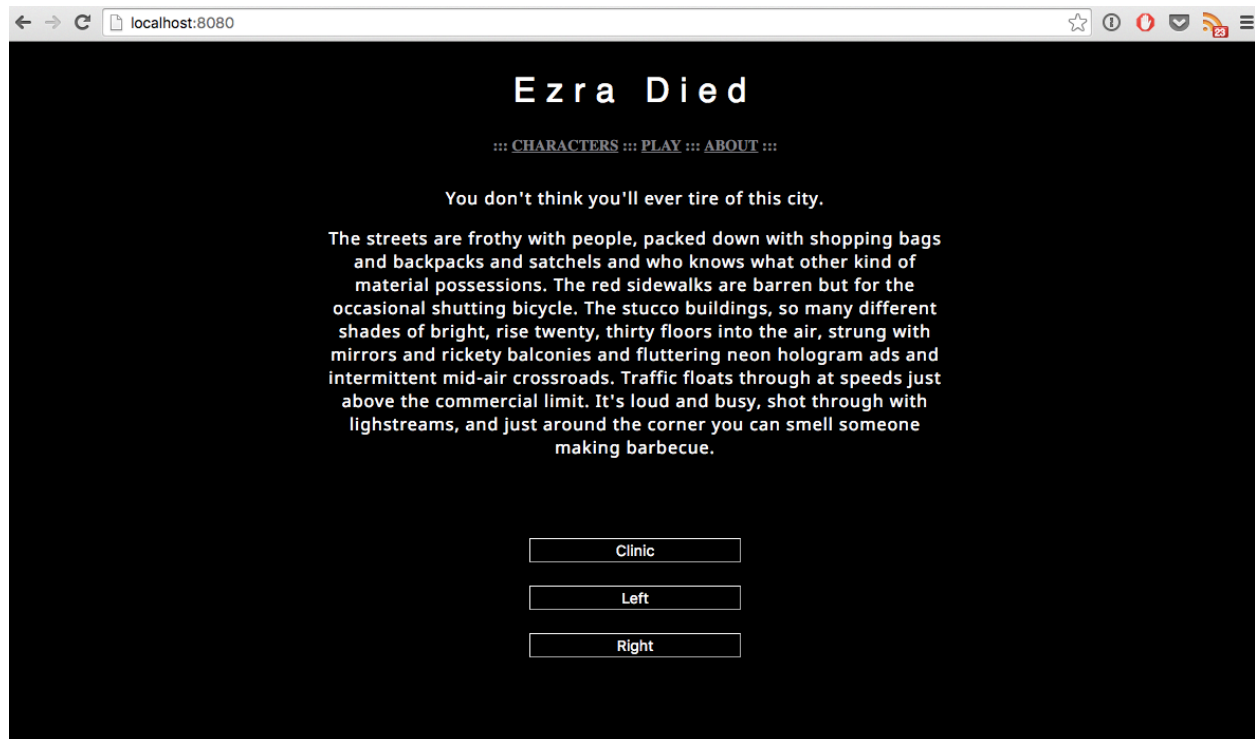 localhost:8080
23
Ezra Died
::: CHARACTERS ::: PLAY ::: ABOUT :::
You don't think you'll ever tire of this city.
The streets are frothy with people, packed down with shopping bags
and backpacks and satchels and who knows what other kind of
material possessions. The red sidewalks are barren but for the
occasional shutting bicycle. The stucco buildings, so many different
shades of bright, rise twenty, thirty floors into the air, strung with
mirrors and rickety balconies and fluttering neon hologram ads and
intermittent mid-air crossroads. Traffic floats through at speeds just
above the commercial limit. It's loud and busy, shot through with
lighstreams, and just around the corner you can smell someone
making barbecue.
Clinic
Left
Right